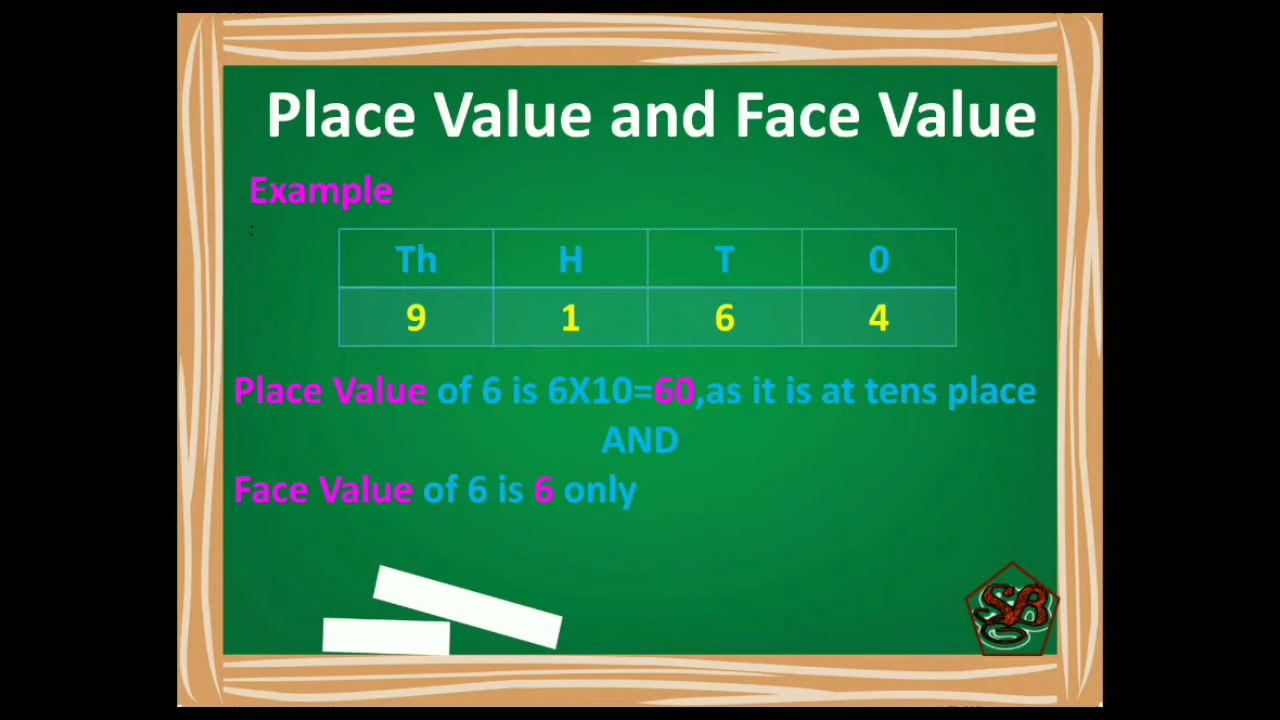 Place Value and Face Value
Example
:
Th H T 0
9 1 6 4
Place Value of 6 is 6X10=60,as it is at tens place
AND
Face Value of 6 is 6 only